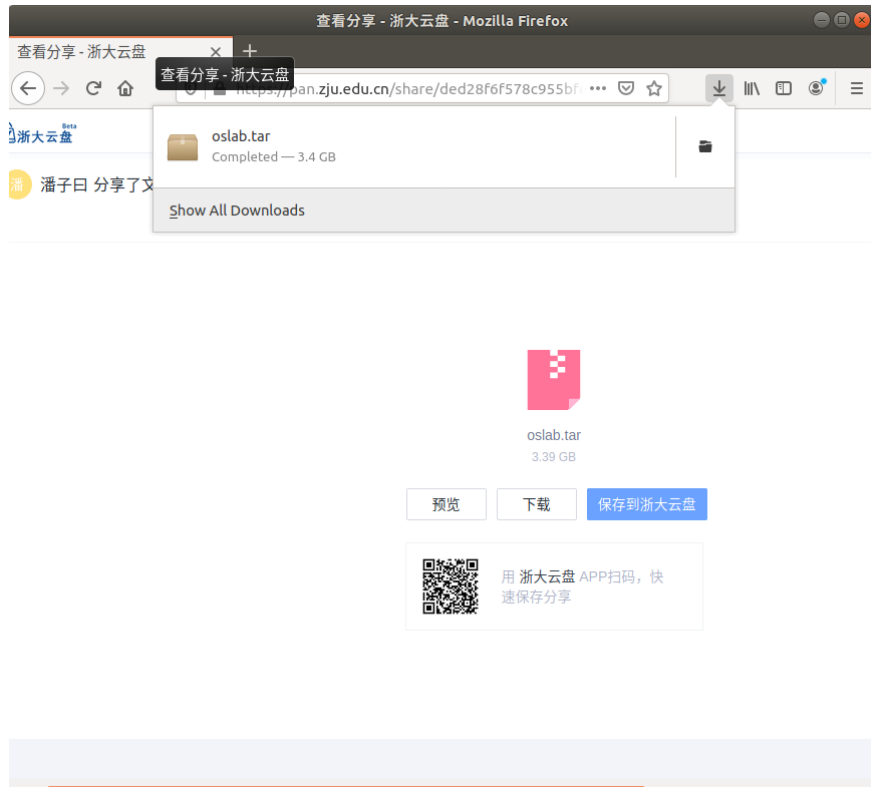 查看分享 - 浙大云盘 - Mozilla Firefox
查看分享 - 浙大云盘
查看分享 - 浙大云盘
pan.zju.edu.cn/share/ded28f6f578c955bf
浙大云盘 Beta
oslab.tar
Completed — 3.4 GB
潘 潘子曰 分享了文
Show All Downloads
oslab.tar
3.39 GB
预览 下载 保存到浙大云盘
用 浙大云盘 APP扫码，快
速保存分享